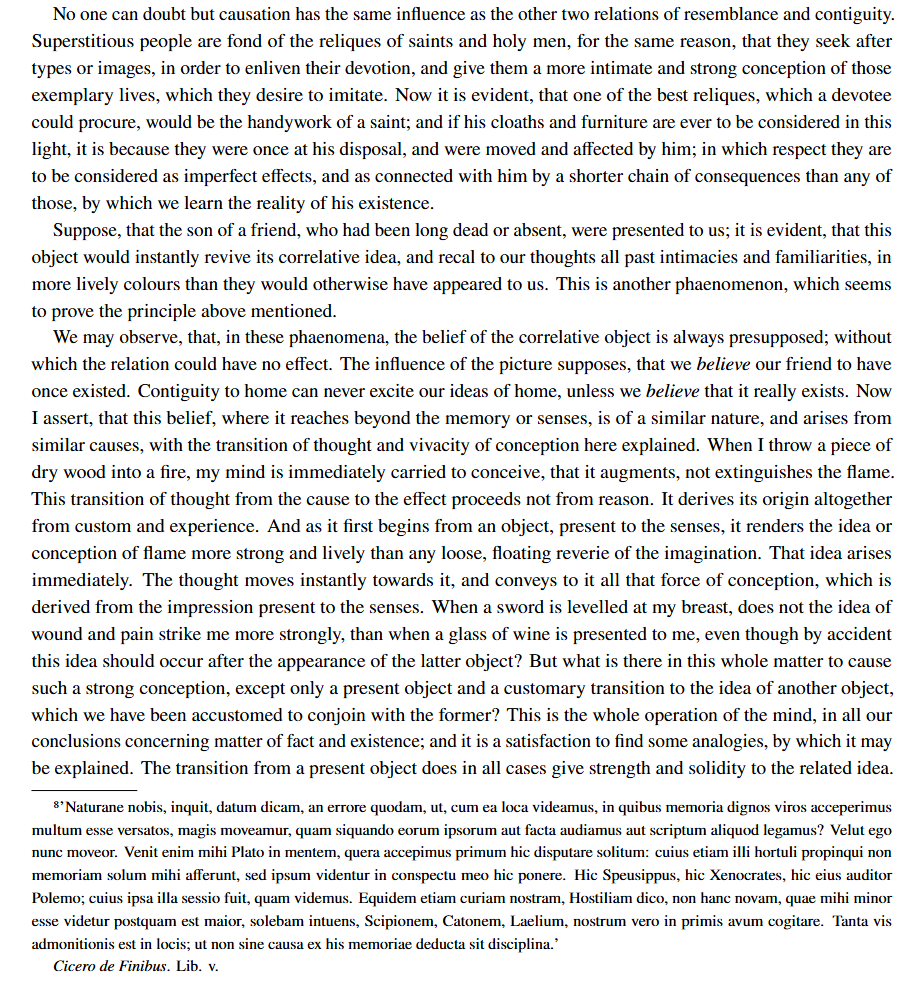 No one can doubt but causation has the same influence as the other two relations of resemblance and contiguity.
Superstitious people are fond of the reliques of saints and holy men, for the same reason, that they seek after
types or images, in order to enliven their devotion, and give them a more intimate and strong conception of those
exemplary lives, which they desire to imitate. Now it is evident, that one of the best reliques, which a devotee
could procure, would be the handywork of a saint; and if his cloaths and furniture are ever to be considered in this
light, it is because they were once at his disposal, and were moved and affected by him; in which respect they are
to be considered as imperfect effects, and as connected with him by a shorter chain of consequences than any of
those, by which we learn the reality of his existence.
Suppose, that the son of a friend, who had been long dead or absent, were presented to us; it is evident, that this
object would instantly revive its correlative idea, and recal to our thoughts all past intimacies and familiarities, in
more lively colours than they would otherwise have appeared to us. This is another phaenomenon, which seems
to prove the principle above mentioned.
We may observe, that, in these phaenomena, the belief of the correlative object is always presupposed; without
which the relation could have no effect. The influence of the picture supposes, that we believe our friend to have
once existed. Contiguity to home can never excite our ideas of home, unless we believe that it really exists. Now
I assert, that this belief, where it reaches beyond the memory or senses, is of a similar nature, and arises from
similar causes, with the transition of thought and vivacity of conception here explained. When I throw a piece of
dry wood into a fire, my mind is immediately carried to conceive, that it augments, not extinguishes the flame.
This transition of thought from the cause to the effect proceeds not from reason. It derives its origin altogether
from custom and experience. And as it first begins from an object, present to the senses, it renders the idea or
conception of flame more strong and lively than any loose, floating reverie of the imagination. That idea arises
immediately. The thought moves instantly towards it, and conveys to it all that force of conception, which is
derived from the impression present to the senses. When a sword is levelled at my breast, does not the idea of
wound and pain strike me more strongly, than when a glass of wine is presented to me, even though by accident
this idea should occur after the appearance of the latter object? But what is there in this whole matter to cause
such a strong conception, except only a present object and a customary transition to the idea of another object,
which we have been accustomed to conjoin with the former? This is the whole operation of the mind, in all our
conclusions concerning matter of fact and existence; and it is a satisfaction to find some analogies, by which it may
be explained. The transition from a present object does in all cases give strength and solidity to the related idea.
8'Naturane nobis, inquit, datum dicam, an errore quodam, ut, cum ea loca videamus, in quibus memoria dignos viros acceperimus
multum esse versatos, magis moveamur, quam siquando eorum ipsorum aut facta audiamus aut scriptum aliquod legamus? Velut ego
nunc moveor. Venit enim mihi Plato in mentem, quera accepimus primum hic disputare solitum: cuius etiam illi hortuli propinqui non
memoriam solum mihi afferunt, sed ipsum videntur in conspectu meo hic ponere. Hic Speusippus, hic Xenocrates, hic eius auditor
Polemo; cuius ipsa illa sessio fuit, quam videmus. Equidem etiam curiam nostram, Hostiliam dico, non hanc novam, quae mihi minor
esse videtur postquam est maior, solebam intuens, Scipionem, Catonem, Laelium, nostrum vero in primis avum cogitare. Tanta vis
admonitionis est in locis; ut non sine causa ex his memoriae deducta sit disciplina.'
Cicero de Finibus. Lib. v.